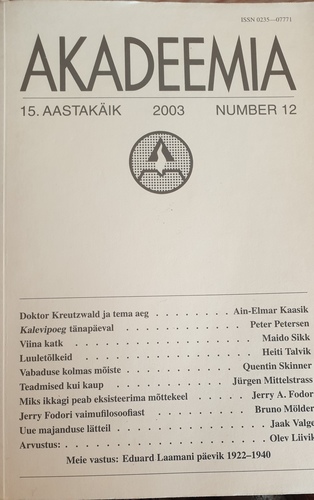 ISSN 0235—07771
AKADEEMIA
15. AASTAKÄIK 2003 NUMBER 12
Doktor Kreutzwald ja tema aeg . . . . . . . . Ain-Elmar Kaasik
Kalevipoeg tänapäeval . . . . . . . . . . . . Peter Petersen
Viina katk . . . . . . . . . . . . . . . . . . Maido Sikk
Luuletõlkeid . . . . . . . . . . . . . . . . . Heiti Talvik
Vabaduse kolmas mõiste . . . . . . . . . . Quentin Skinner
Teadmised kui kaup . . . . . . . . . . . Jürgen Mittelstrass
Miks ikkagi peab eksisteerima mõttekeel . . . . Jerry A. Fodor
Jerry Fodori vaimufilosoofiast . . . . . . . . . Bruno Mölder
Uue majanduse lätteil . . . . . . . . . . . . . Jaak Valge
Arvustus: . . . . . . . . . . . . . . . . . . . Olev Liivik
Meie vastus: Eduard Laamani päevik 1922–1940